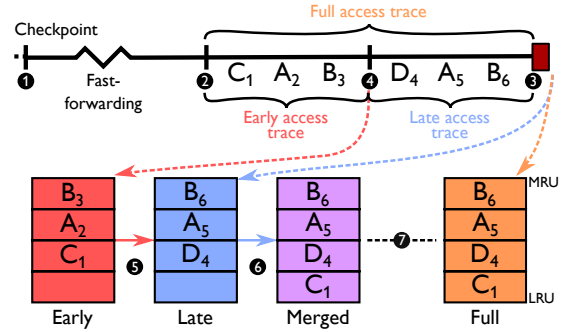 Full access trace
Checkpoint
1 2 4 3
Fast-
forwarding
C1 A2 B3 D4 A5 B6
Early access
trace
Late access
trace
B3 B6 B6 B6 MRU
A2 A5 A5 A5
C1 D4 D4 D4
5 6 7
C1 C1 LRU
Early Late Merged Full